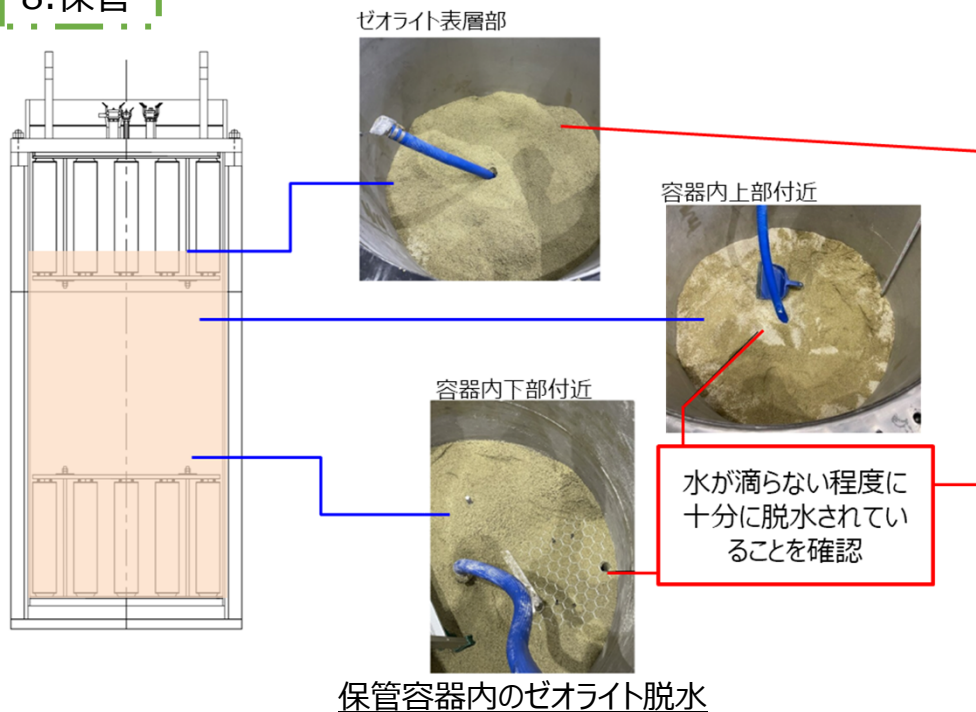 3.保管
ゼオライト表層部
容器内上部付近
容器内下部付近
水が滴らない程度に
十分に脱水されてい
ることを確認
保管容器内のゼオライト脱水